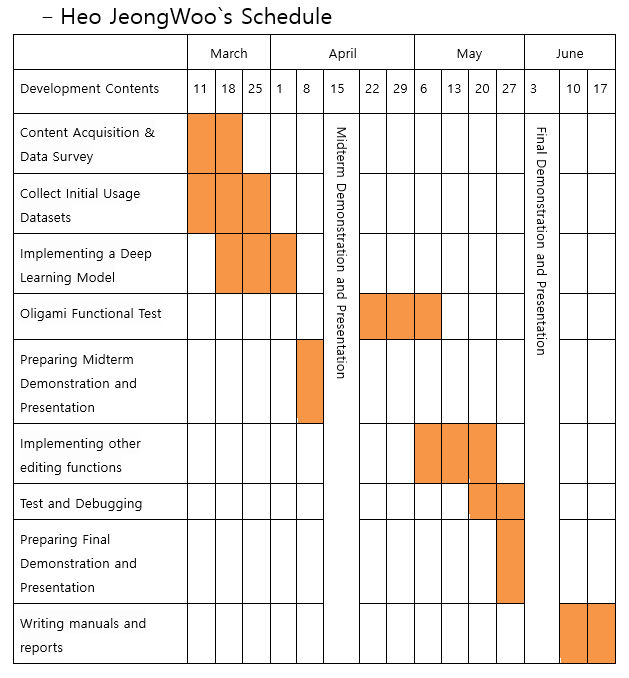 – Heo JeongWoo`s Schedule
March April May June
Development Contents 11 18 25 1 8 15 22 29 6 13 20 27 3 10 17
Content Acquisition &
Data Survey
Collect Initial Usage
Datasets
Implementing a Deep
Learning Model
Oligami Functional Test
Preparing Midterm
Demonstration and
Presentation
Implementing other
editing functions
Test and Debugging
Preparing Final
Demonstration and
Presentation
Writing manuals and
reports
Midterm Demonstration and Presentation
Final Demonstration and Presentation